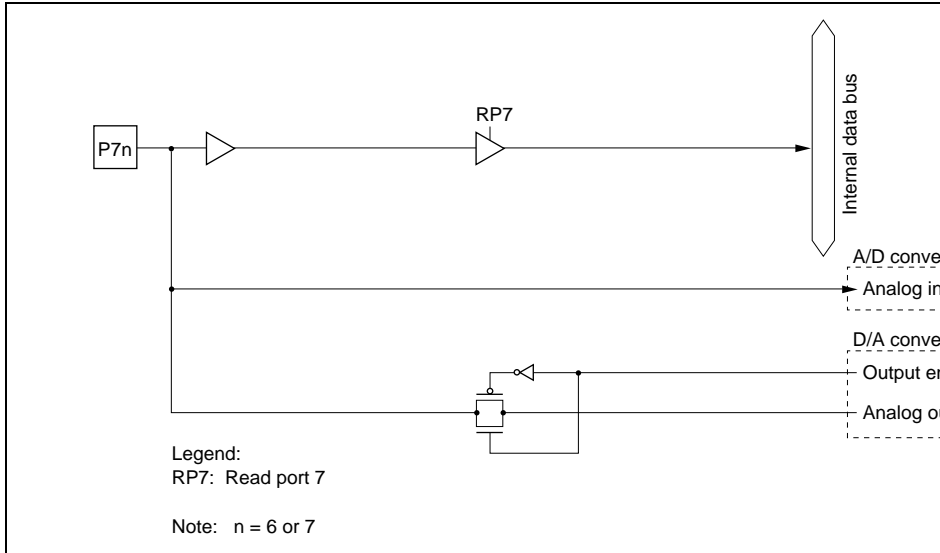 RP7
P7n
Internal data bus
A/D conve
Analog in
D/A conve
Output en
Analog ou
Legend:
RP7: Read port 7
Note: n = 6 or 7